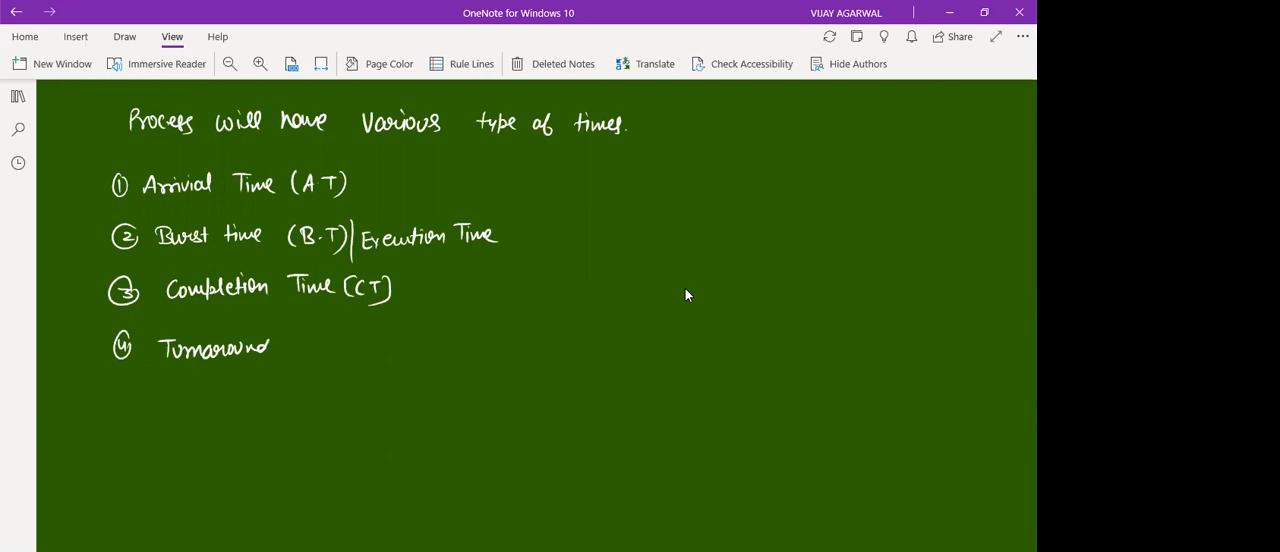 OneNote for Windows 10
VIJAY AGARWAL
Home Insert Draw View Help
Share
New Window Immersive Reader Page Color Rule Lines Deleted Notes Translate Check Accessibility Hide Authors
Process will have Various type of times.
① Arrivial Time (AT)
② Burst time (B.T) | Execution Time
③ Completion Time [CT]
④ Turnaround